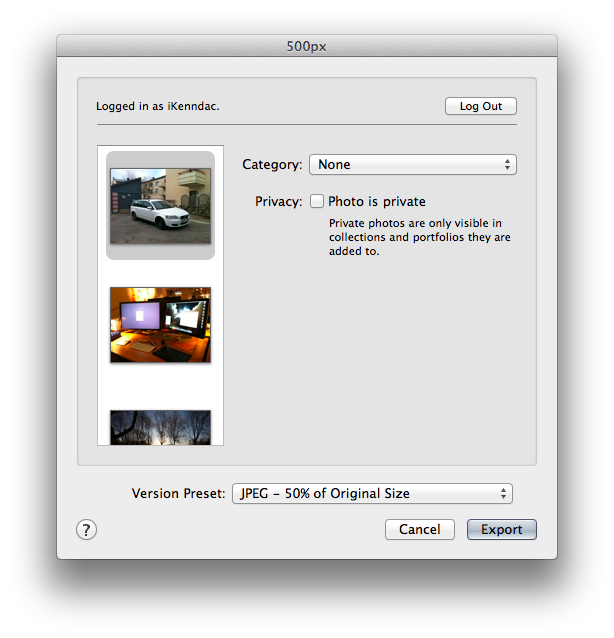 500px
Logged in as iKenndac.
Log Out
Category: None
Privacy: Photo is private
Private photos are only visible in
collections and portfolios they are
added to.
Version Preset: JPEG – 50% of Original Size
? Cancel Export